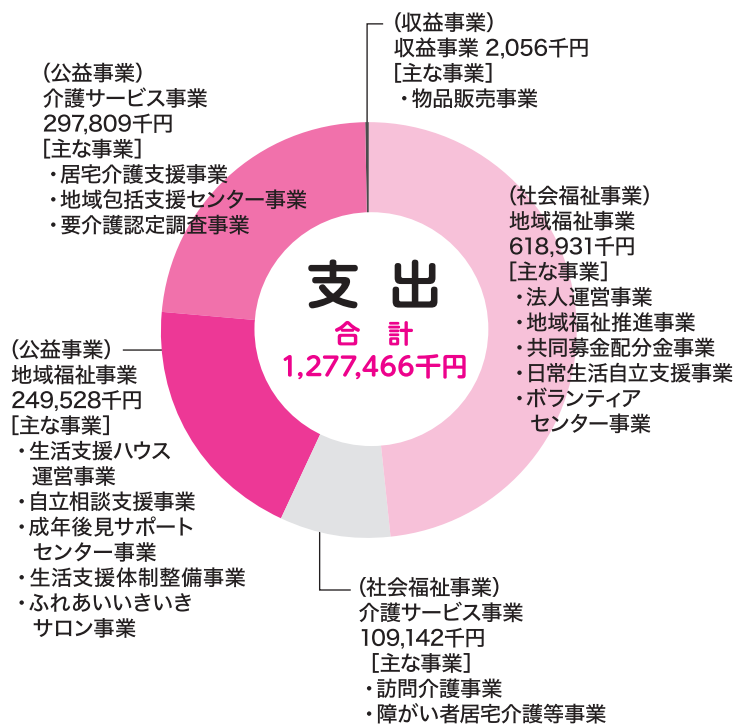 (収益事業)
収益事業 2,056千円
[主な事業]
・物品販売事業
(社会福祉事業)
地域福祉事業
618,931千円
[主な事業]
・法人運営事業
・地域福祉推進事業
・共同募金配分金事業
・日常生活自立支援事業
・ボランティア
センター事業
(社会福祉事業)
介護サービス事業
109,142千円
[主な事業]
・訪問介護事業
・障がい者居宅介護等事業
(公益事業)
地域福祉事業
249,528千円
[主な事業]
・生活支援ハウス
運営事業
・自立相談支援事業
・成年後見サポート
センター事業
・生活支援体制整備事業
・ふれあいいきいき
サロン事業
(公益事業)
介護サービス事業
297,809千円
[主な事業]
・居宅介護支援事業
・地域包括支援センター事業
・要介護認定調査事業
支 出
合 計
1,277,466千円